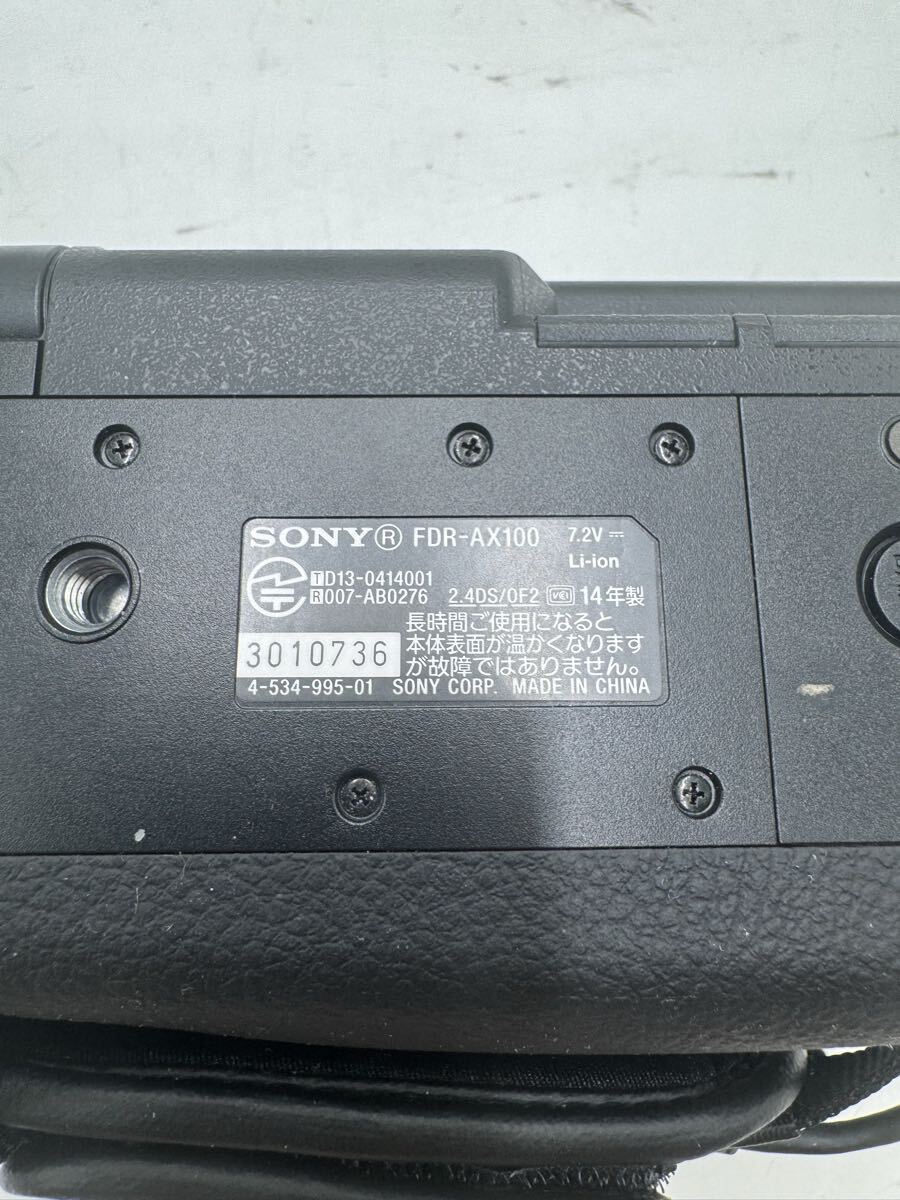 SONY® FDR-AX100 7.2V ⎓
Li-ion
T D13-0414001
R 007-AB0276 2.4DS/OF2 VCI 14年製
長時間ご使用になると
本体表面が温かくなります
が故障ではありません。
3010736
4-534-995-01 SONY CORP. MADE IN CHINA